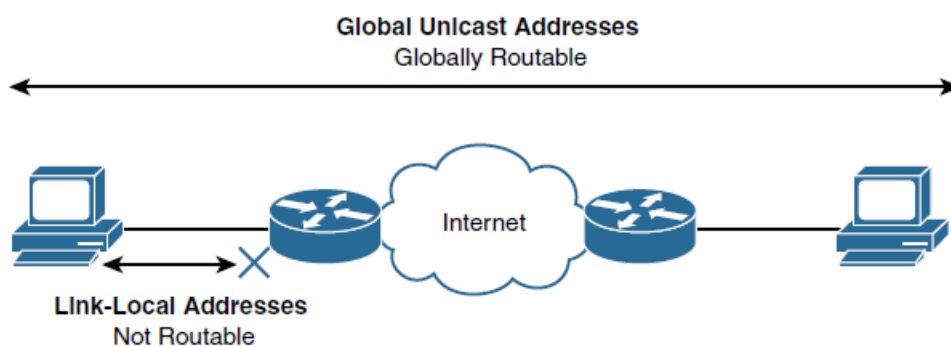 Global Unicast Addresses
Globally Routable
Internet
Link-Local Addresses
Not Routable